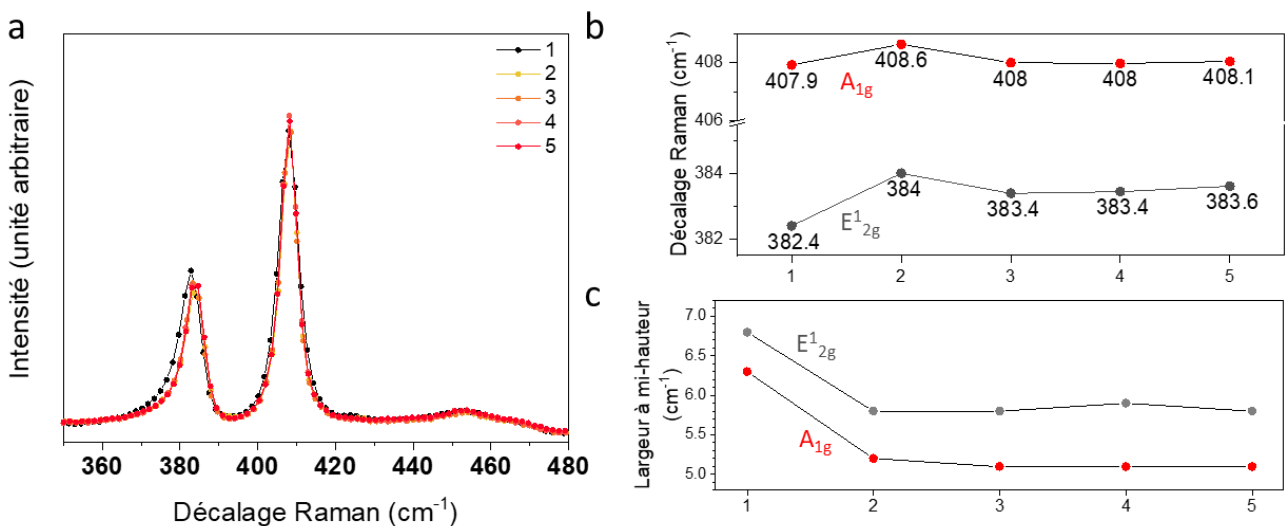 a
Intensité (unité arbitraire)
1
2
3
4
5
360 380 400 420 440 460 480
Décalage Raman (cm⁻¹)
b
Décalage Raman (cm⁻¹)
408
406
384
382
407.9 408.6 408 408 408.1
A1g
382.4 384 383.4 383.4 383.6
E¹2g
1 2 3 4 5
c
Largeur à mi-hauteur
(cm⁻¹)
7.0
6.5
6.0
5.5
5.0
E¹2g
A1g
1 2 3 4 5